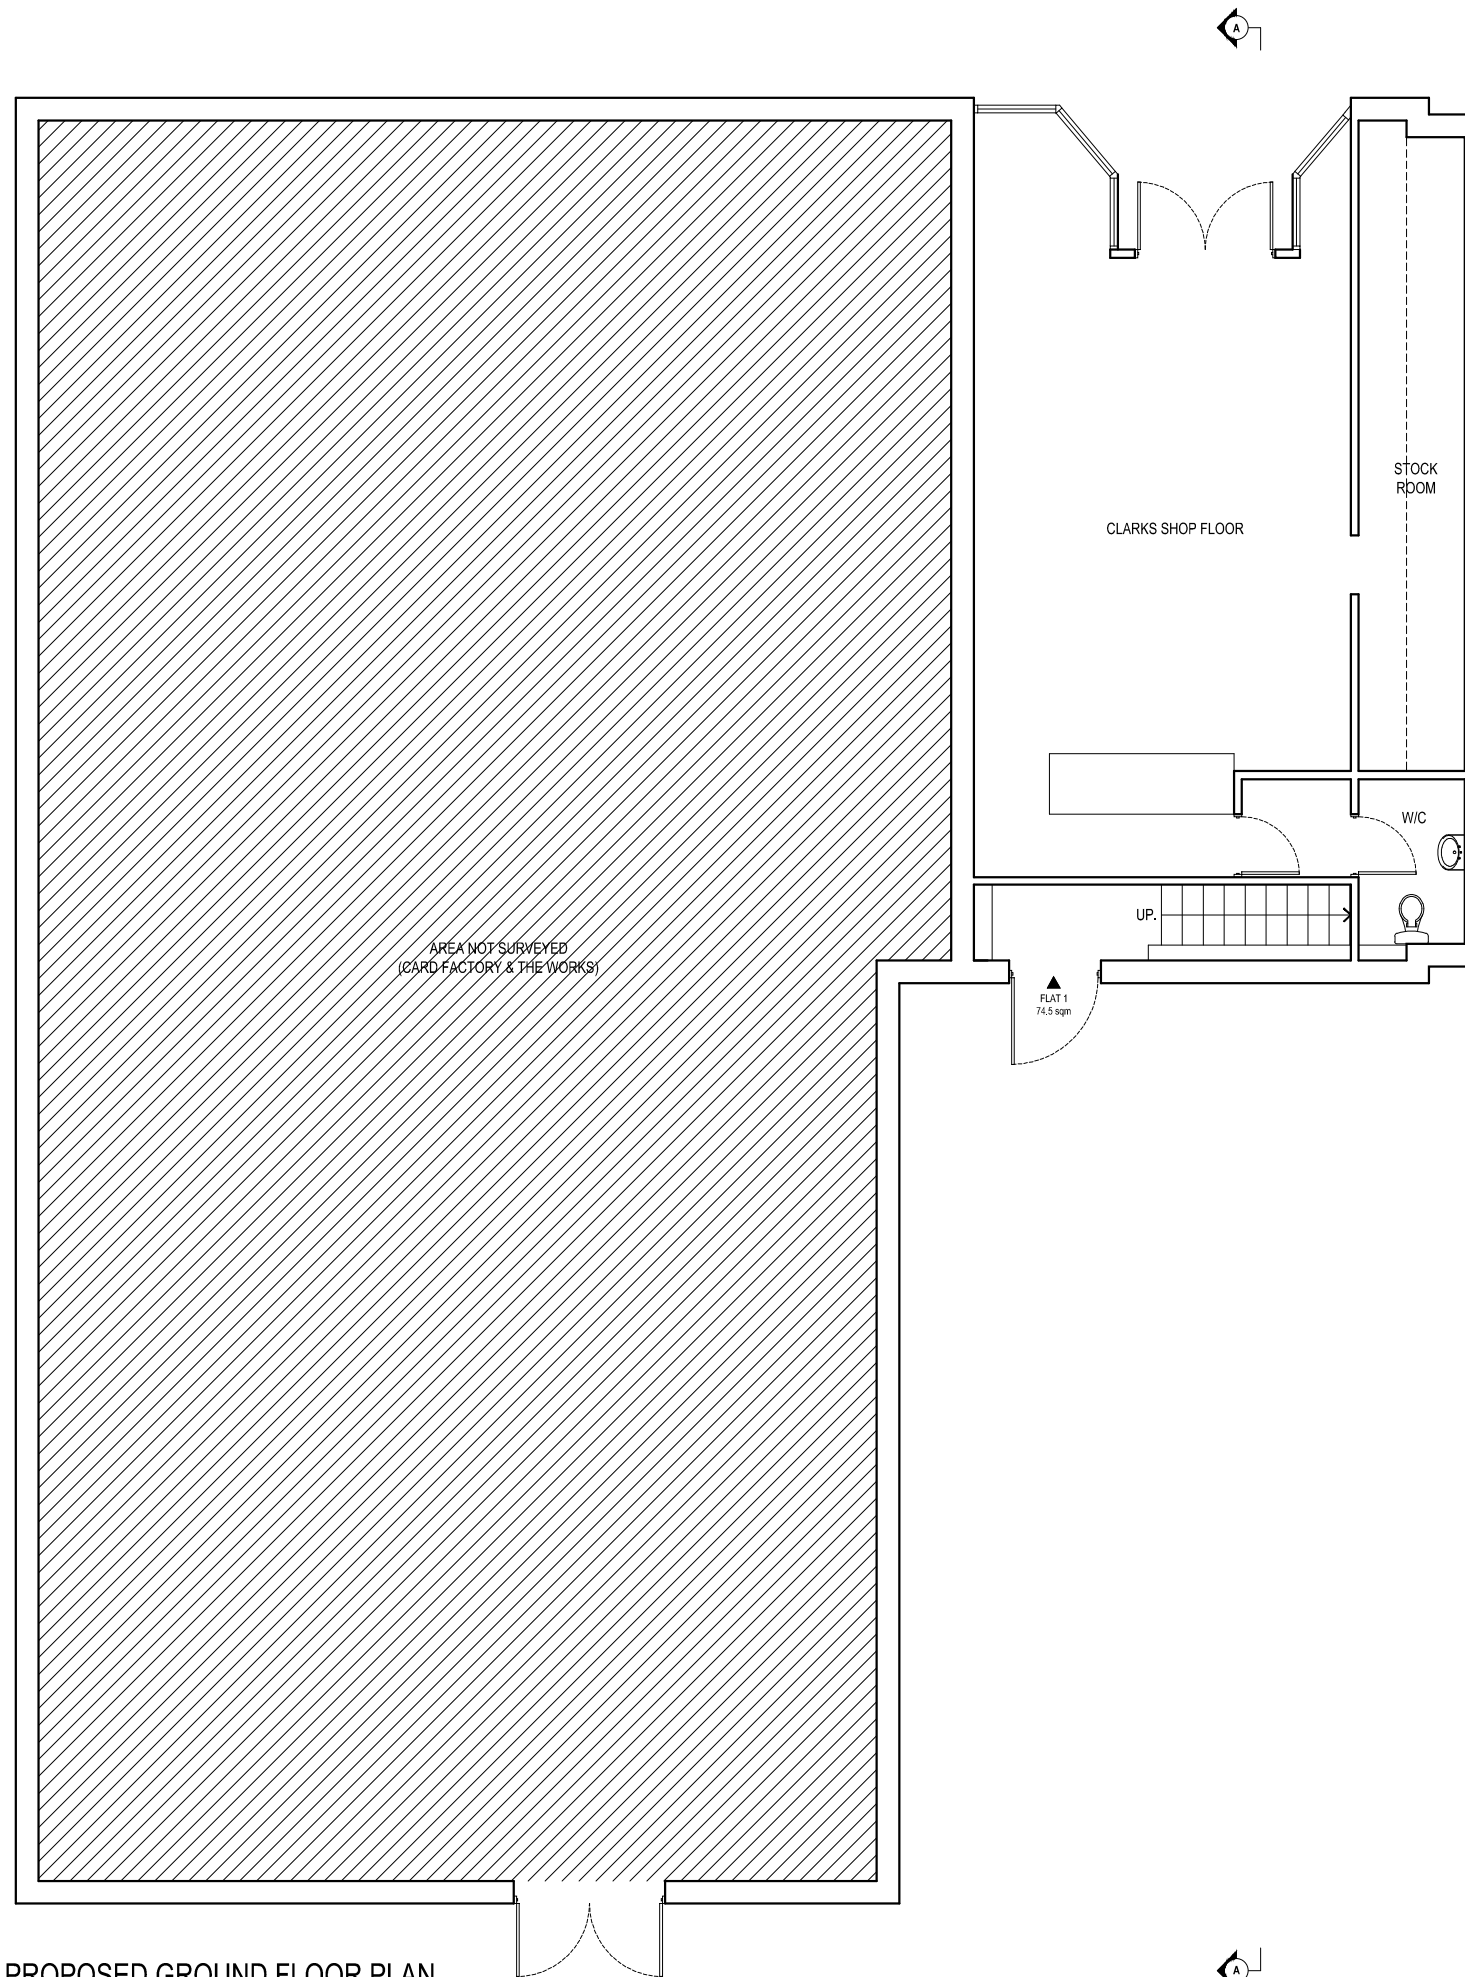 A
STOCK
ROOM
CLARKS SHOP FLOOR
W/C
UP.
AREA NOT SURVEYED
(CARD FACTORY & THE WORKS)
FLAT 1
74.5 sqm
PROPOSED GROUND FLOOR PLAN
A